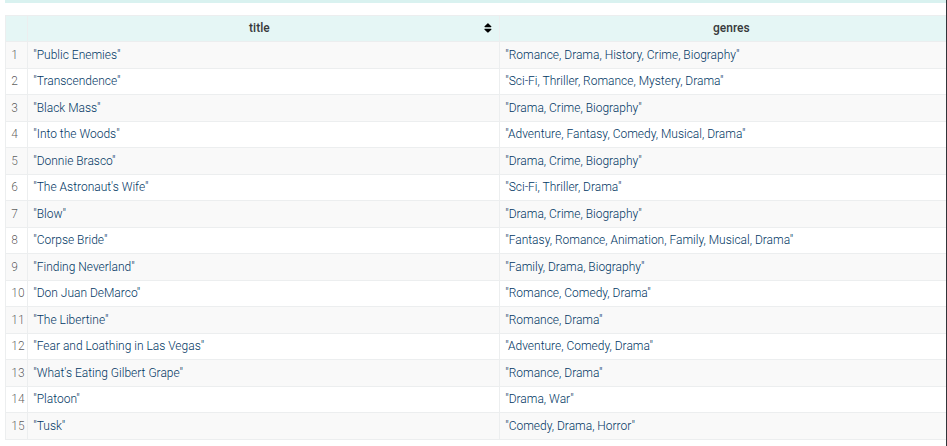 title genres
1 "Public Enemies" "Romance, Drama, History, Crime, Biography"
2 "Transcendence" "Sci-Fi, Thriller, Romance, Mystery, Drama"
3 "Black Mass" "Drama, Crime, Biography"
4 "Into the Woods" "Adventure, Fantasy, Comedy, Musical, Drama"
5 "Donnie Brasco" "Drama, Crime, Biography"
6 "The Astronaut's Wife" "Sci-Fi, Thriller, Drama"
7 "Blow" "Drama, Crime, Biography"
8 "Corpse Bride" "Fantasy, Romance, Animation, Family, Musical, Drama"
9 "Finding Neverland" "Family, Drama, Biography"
10 "Don Juan DeMarco" "Romance, Comedy, Drama"
11 "The Libertine" "Romance, Drama"
12 "Fear and Loathing in Las Vegas" "Adventure, Comedy, Drama"
13 "What's Eating Gilbert Grape" "Romance, Drama"
14 "Platoon" "Drama, War"
15 "Tusk" "Comedy, Drama, Horror"